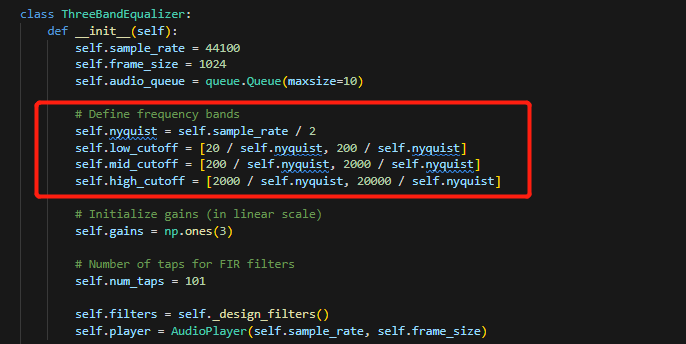 class ThreeBandEqualizer:
    def __init__(self):
        self.sample_rate = 44100
        self.frame_size = 1024
        self.audio_queue = queue.Queue(maxsize=10)

        # Define frequency bands
        self.nyquist = self.sample_rate / 2
        self.low_cutoff = [20 / self.nyquist, 200 / self.nyquist]
        self.mid_cutoff = [200 / self.nyquist, 2000 / self.nyquist]
        self.high_cutoff = [2000 / self.nyquist, 20000 / self.nyquist]

        # Initialize gains (in linear scale)
        self.gains = np.ones(3)

        # Number of taps for FIR filters
        self.num_taps = 101

        self.filters = self._design_filters()
        self.player = AudioPlayer(self.sample_rate, self.frame_size)